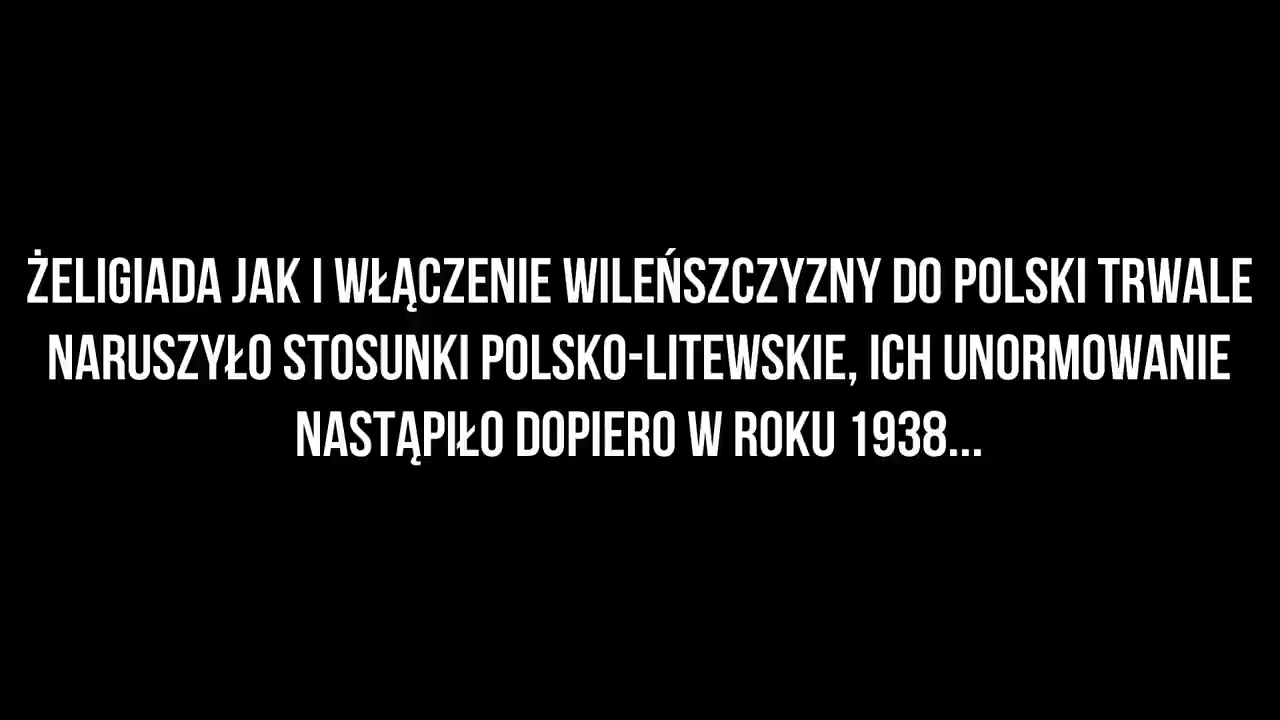 ŻELIGIADA JAK I WŁĄCZENIE WILEŃSZCZYZNY DO POLSKI TRWALE
NARUSZYŁO STOSUNKI POLSKO-LITEWSKIE, ICH UNORMOWANIE
NASTĄPIŁO DOPIERO W ROKU 1938...